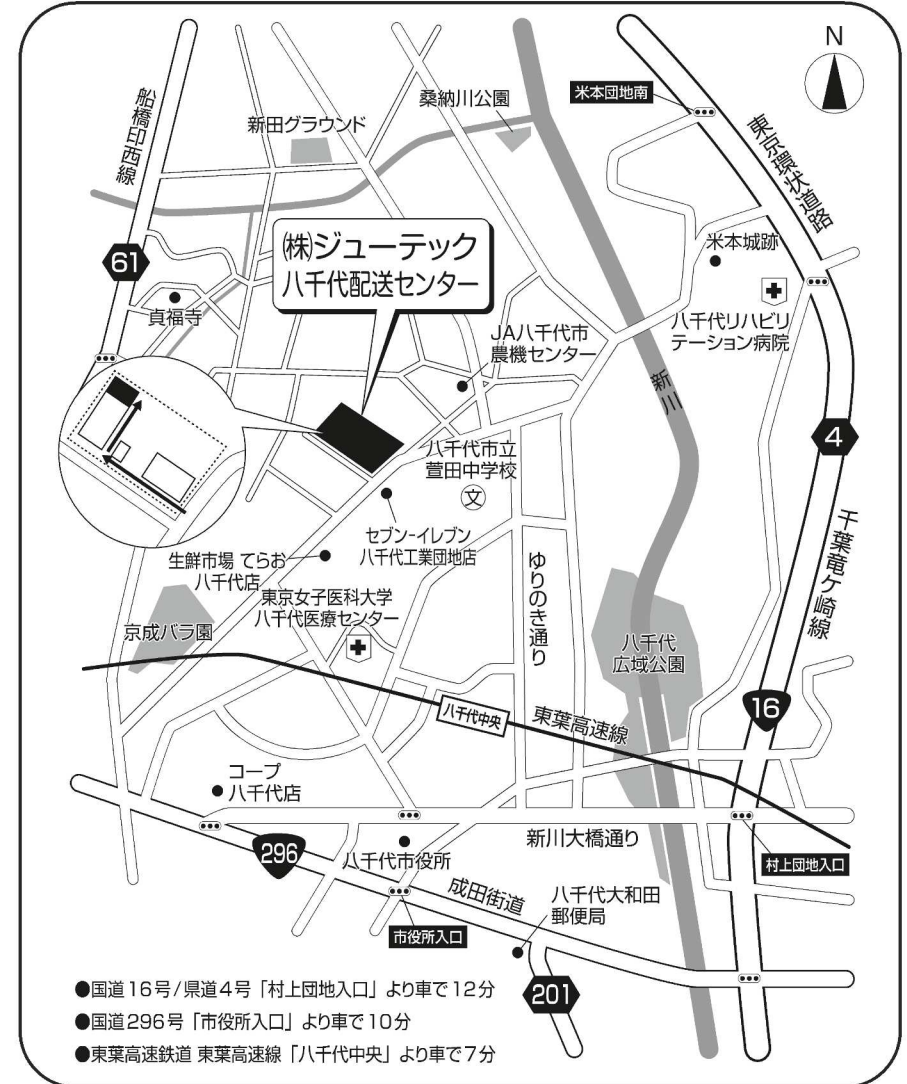 N
船橋印西線
新田グラウンド
桑納川公園
米本団地南
東京環状道路
61
(株)ジューテック
八千代配送センター
米本城跡
貞福寺
八千代リハビリ
テーション病院
JA八千代市
農機センター
新川
4
八千代市立
萱田中学校
文
セブン-イレブン
八千代工業団地店
千葉竜ケ崎線
生鮮市場 てらお
八千代店
ゆりのき通り
東京女子医科大学
八千代医療センター
京成バラ園
八千代
広域公園
16
八千代中央
東葉高速線
コープ
八千代店
新川大橋通り
296
八千代市役所
村上団地入口
成田街道
八千代大和田
郵便局
市役所入口
201
●国道16号/県道4号「村上団地入口」より車で12分
●国道296号「市役所入口」より車で10分
●東葉高速鉄道 東葉高速線「八千代中央」より車で7分